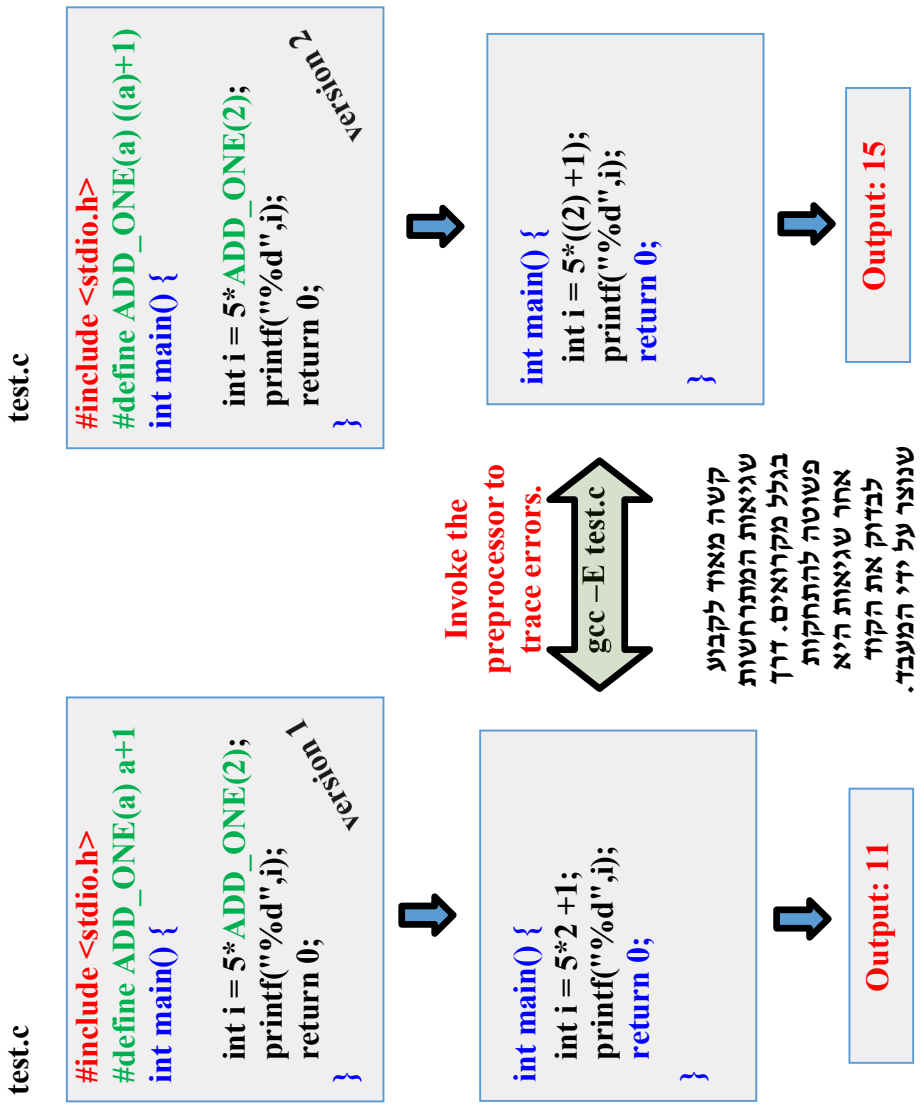 test.c
#include <stdio.h>
#define ADD_ONE(a) a+1
int main() {
int i = 5*ADD_ONE(2);
printf("%d",i);
return 0;
}
version 1
int main() {
int i = 5*2 +1;
printf("%d",i);
return 0;
}
Output: 11
Invoke the
preprocessor to
trace errors.
gcc –E test.c
קשה מאוד לקבוע
שגיאות המתרחשות
בגלל מקרואים. דרך
פשוטה להתחקות
אחר שגיאות היא
לבדוק את הקוד
שנוצר על ידי המעבד.
test.c
#include <stdio.h>
#define ADD_ONE(a) ((a)+1)
int main() {
int i = 5*ADD_ONE(2);
printf("%d",i);
return 0;
}
version 2
int main() {
int i = 5*((2) +1);
printf("%d",i);
return 0;
}
Output: 15